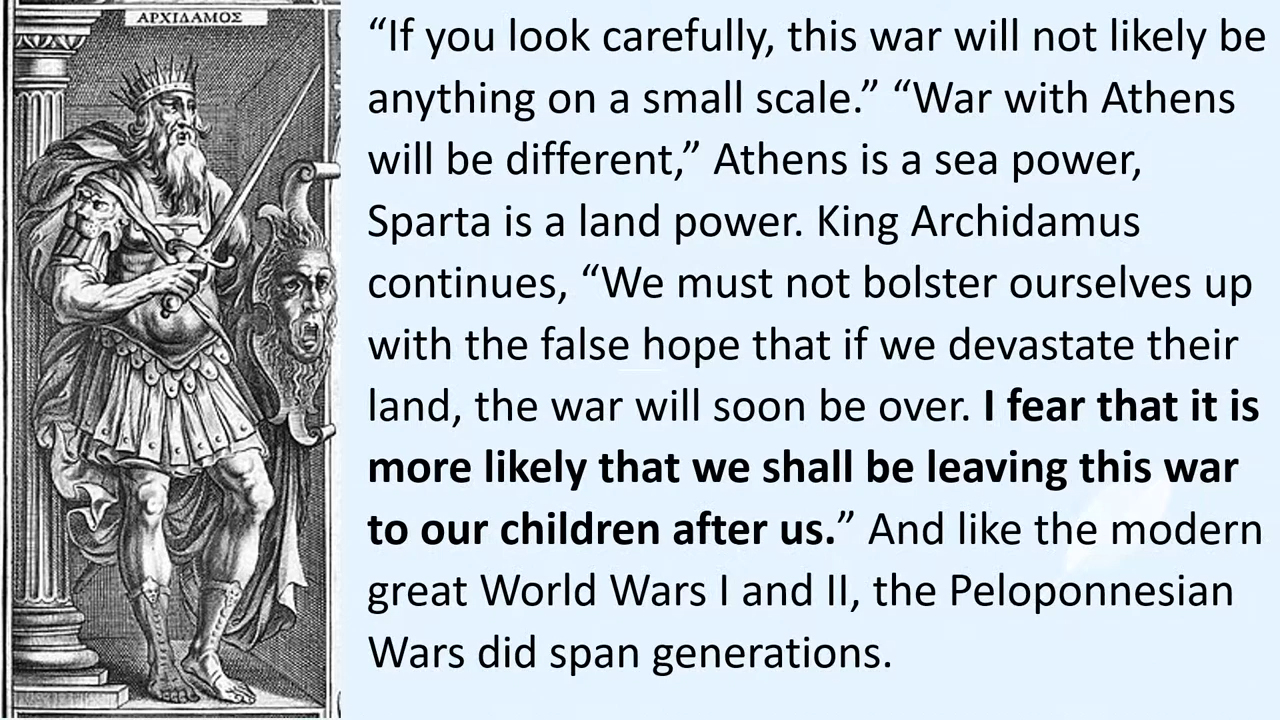 ΑΡΧΙΔΑΜΟΣ
“If you look carefully, this war will not likely be
anything on a small scale.” “War with Athens
will be different,” Athens is a sea power,
Sparta is a land power. King Archidamus
continues, “We must not bolster ourselves up
with the false hope that if we devastate their
land, the war will soon be over. I fear that it is
more likely that we shall be leaving this war
to our children after us.” And like the modern
great World Wars I and II, the Peloponnesian
Wars did span generations.